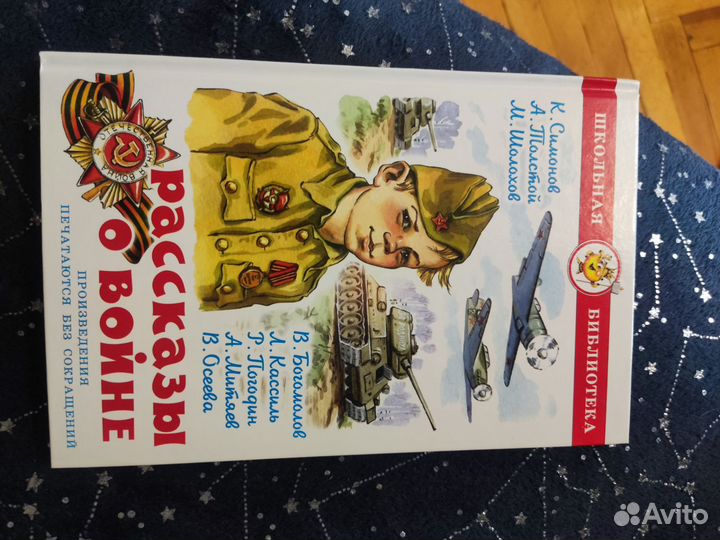 ШКОЛЬНАЯ БИБЛИОТЕКА
К. Симонов
А. Толстой
М. Шолохов
В. Богомолов
Л. Кассиль
Р. Погодин
А. Митяев
В. Осеева
ОТЕЧЕСТВЕННАЯ ВОЙНА
РАССКАЗЫ
О ВОЙНЕ
ПРОИЗВЕДЕНИЯ
ПЕЧАТАЮТСЯ БЕЗ СОКРАЩЕНИЙ
Avito